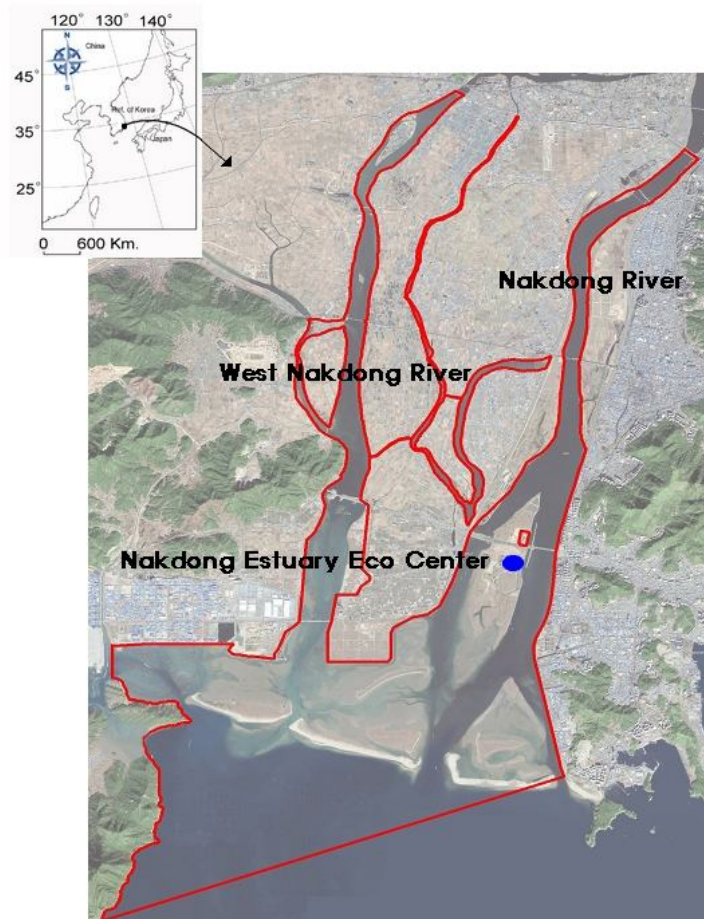 120° 130° 140°
N
China
S
45°
Ref. of Korea
35°
Japan
25°
0 600 Km.
Nakdong River
West Nakdong River
Nakdong Estuary Eco Center